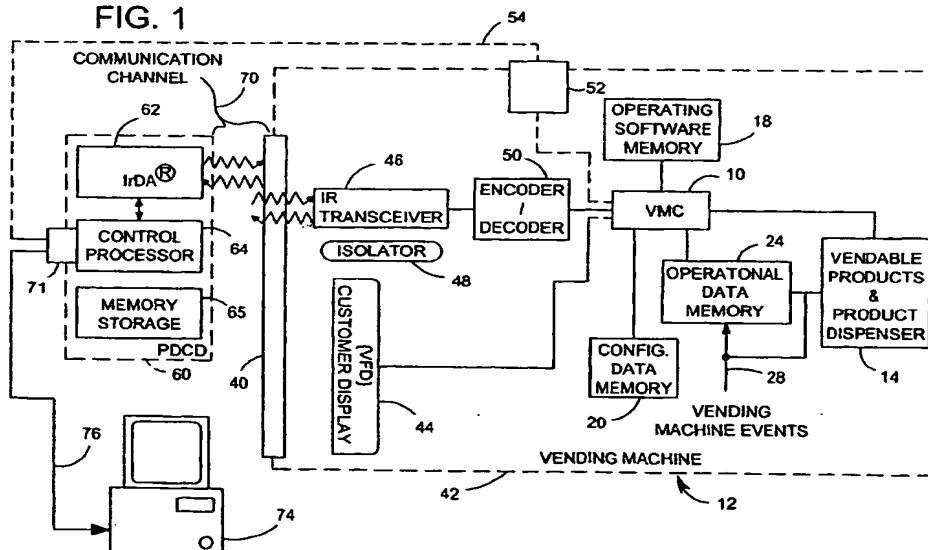 FIG. 1
54
COMMUNICATION
CHANNEL
70
52
62
OPERATING
SOFTWARE
MEMORY
18
46
50
10
IrDA®
IR
TRANSCEIVER
ENCODER
/
DECODER
VMC
CONTROL
PROCESSOR
64
ISOLATOR
48
24
71
OPERATONAL
DATA
MEMORY
VENDABLE
PRODUCTS
&
PRODUCT
DISPENSER
MEMORY
STORAGE
65
PDCD
60
40
(VFD)
CUSTOMER DISPLAY
44
CONFIG.
DATA
MEMORY
20
28
14
VENDING
MACHINE EVENTS
76
VENDING MACHINE
42
12
74